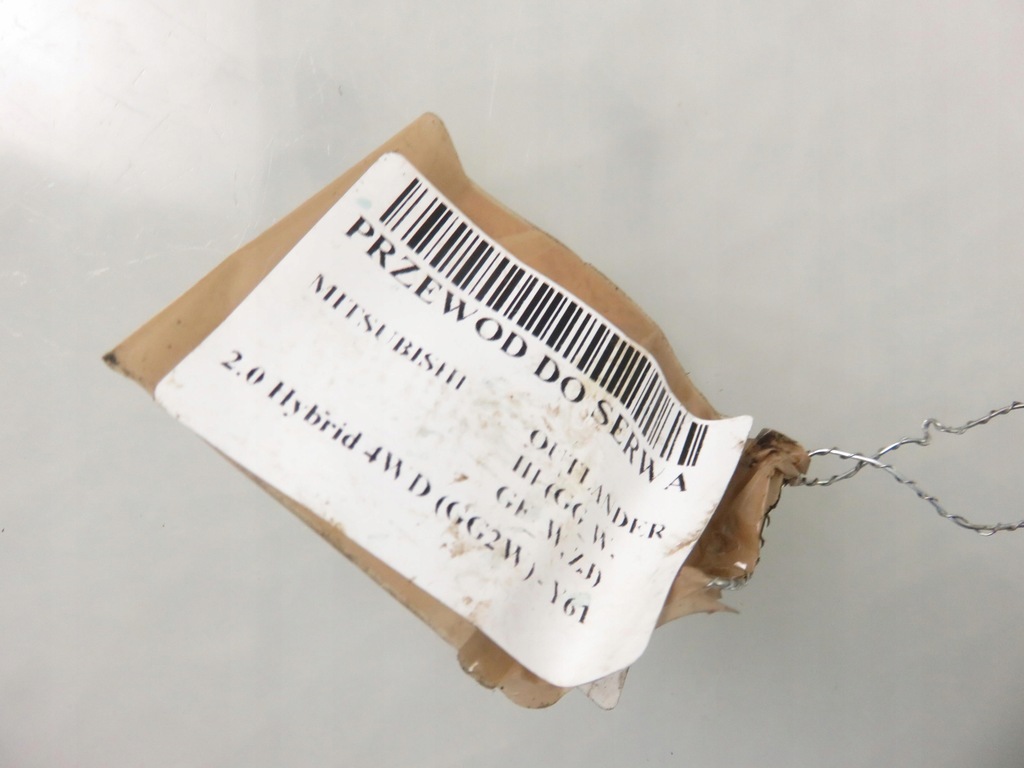 PRZEWOD DO SERWA
MITSUBISHI
OUTLANDER
III (GG_W,
GF_W, ZJ)
2.0 Hybrid 4WD (GG2W) - Y61